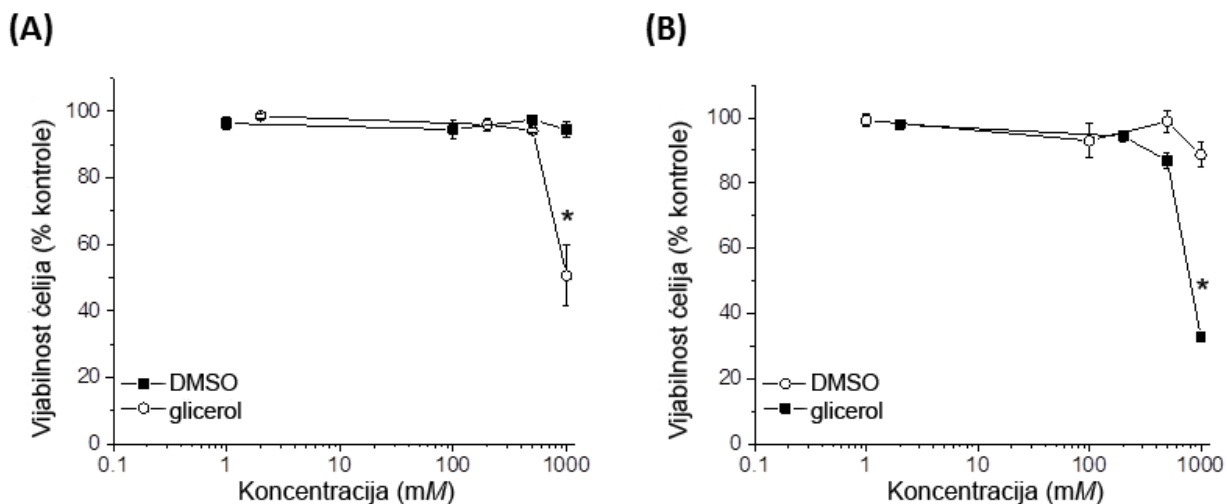 (A)
Vijabilnost ćelija (% kontrole)
100
80
60
40
20
0
*
DMSO
glicerol
0.1
1
10
100
1000
Koncentracija (mM)
(B)
Vijabilnost ćelija (% kontrole)
100
80
60
40
20
0
*
DMSO
glicerol
0.1
1
10
100
1000
Koncentracija (mM)